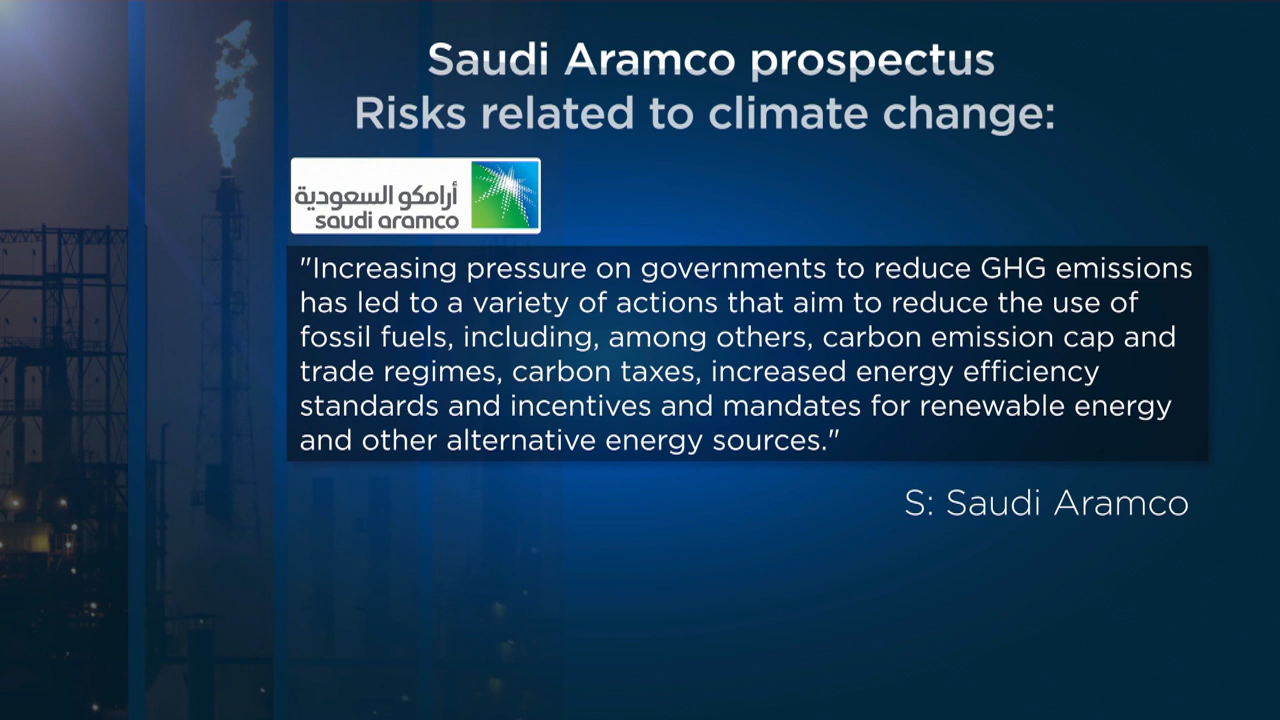 Saudi Aramco prospectus
Risks related to climate change:
أرامكو السعودية
saudi aramco
"Increasing pressure on governments to reduce GHG emissions
has led to a variety of actions that aim to reduce the use of
fossil fuels, including, among others, carbon emission cap and
trade regimes, carbon taxes, increased energy efficiency
standards and incentives and mandates for renewable energy
and other alternative energy sources."
S: Saudi Aramco